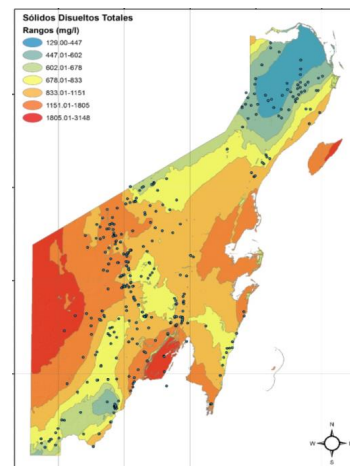 Sólidos Disueltos Totales
Rangos (mg/l)
129.00-447
447.01-602
602.01-678
678.01-833
833.01-1151
1151.01-1805
1805.01-3148
N
W
E
S